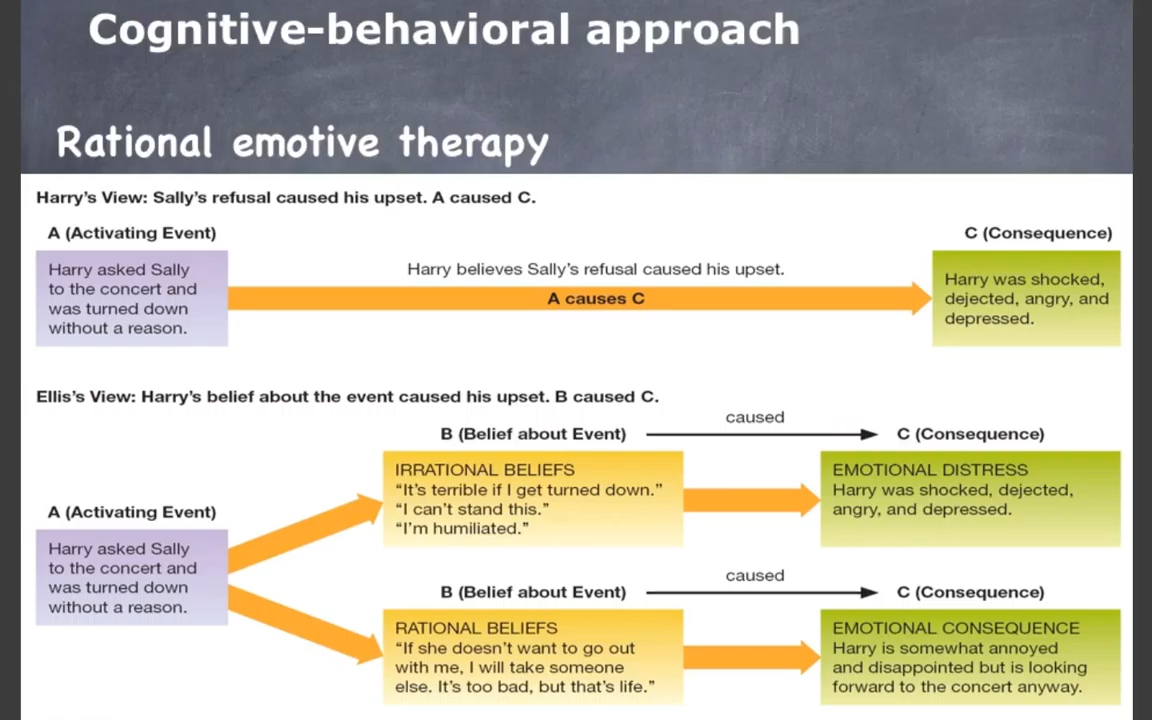 Cognitive-behavioral approach
Rational emotive therapy
Harry's View: Sally's refusal caused his upset. A caused C.
A (Activating Event)
C (Consequence)
Harry asked Sally
to the concert and
was turned down
without a reason.
Harry believes Sally's refusal caused his upset.
A causes C
Harry was shocked,
dejected, angry, and
depressed.
Ellis's View: Harry's belief about the event caused his upset. B caused C.
A (Activating Event)
Harry asked Sally
to the concert and
was turned down
without a reason.
B (Belief about Event)
caused
C (Consequence)
IRRATIONAL BELIEFS
“It's terrible if I get turned down.”
“I can't stand this.”
“I'm humiliated.”
EMOTIONAL DISTRESS
Harry was shocked, dejected,
angry, and depressed.
B (Belief about Event)
caused
C (Consequence)
RATIONAL BELIEFS
“If she doesn't want to go out
with me, I will take someone
else. It's too bad, but that's life.”
EMOTIONAL CONSEQUENCE
Harry is somewhat annoyed
and disappointed but is looking
forward to the concert anyway.